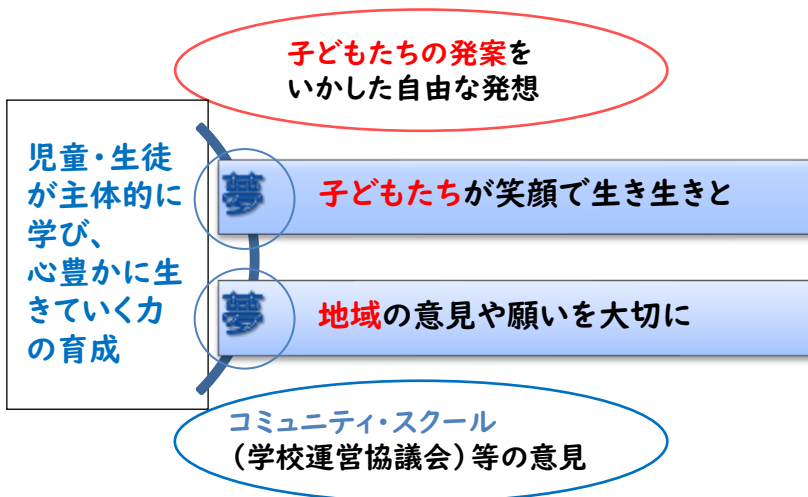 子どもたちの発案を
いかした自由な発想
児童・生徒
が主体的に
学び、
心豊かに生
きていく力
の育成
夢
子どもたちが笑顔で生き生きと
夢
地域の意見や願いを大切に
コミュニティ・スクール
（学校運営協議会）等の意見